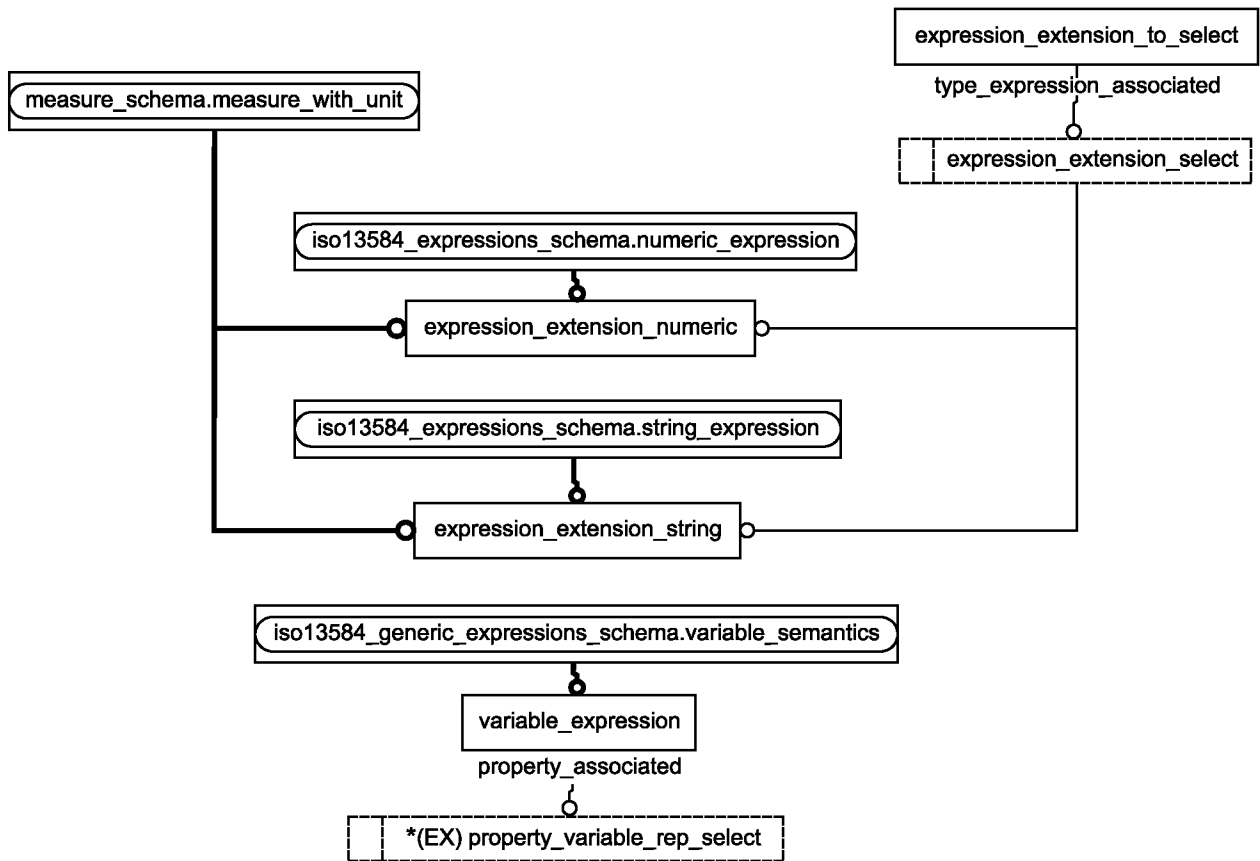 expression_extension_to_select
measure_schema.measure_with_unit
type_expression_associated
expression_extension_select
iso13584_expressions_schema.numeric_expression
expression_extension_numeric
iso13584_expressions_schema.string_expression
expression_extension_string
iso13584_generic_expressions_schema.variable_semantics
variable_expression
property_associated
*(EX) property_variable_rep_select